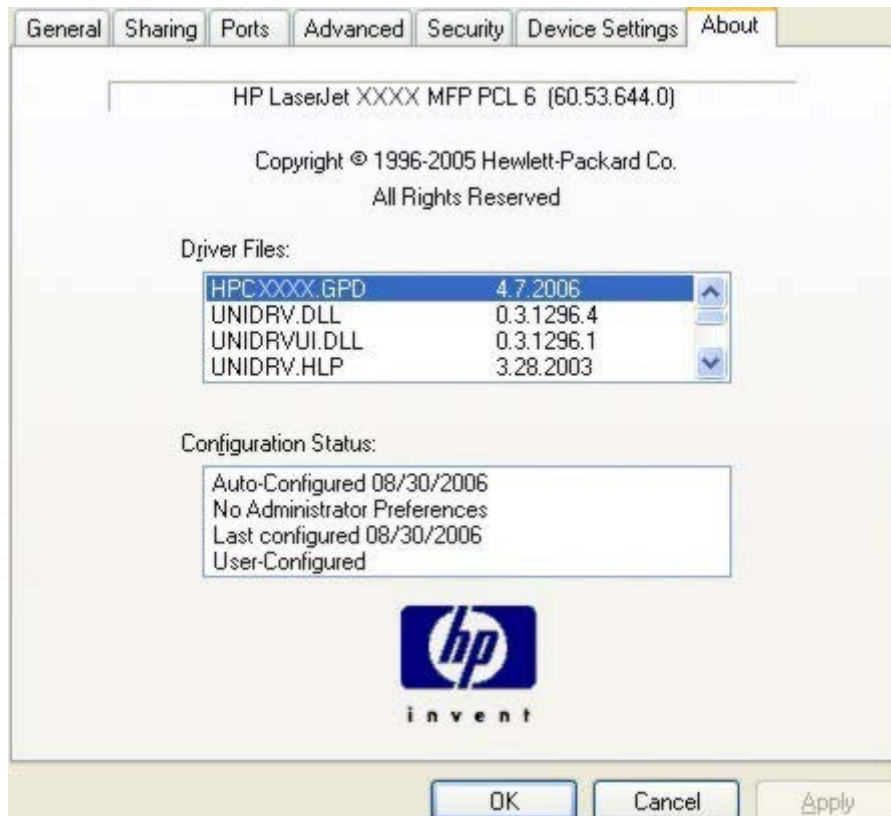 General Sharing Ports Advanced Security Device Settings About
HP LaserJet XXXX MFP PCL 6 (60.53.644.0)
Copyright © 1996-2005 Hewlett-Packard Co.
All Rights Reserved
Driver Files:
HPCXXXX.GPD 4.7.2006
UNIDRV.DLL 0.3.1296.4
UNIDRVUI.DLL 0.3.1296.1
UNIDRV.HLP 3.28.2003
Configuration Status:
Auto-Configured 08/30/2006
No Administrator Preferences
Last configured 08/30/2006
User-Configured
hp
invent
OK Cancel Apply